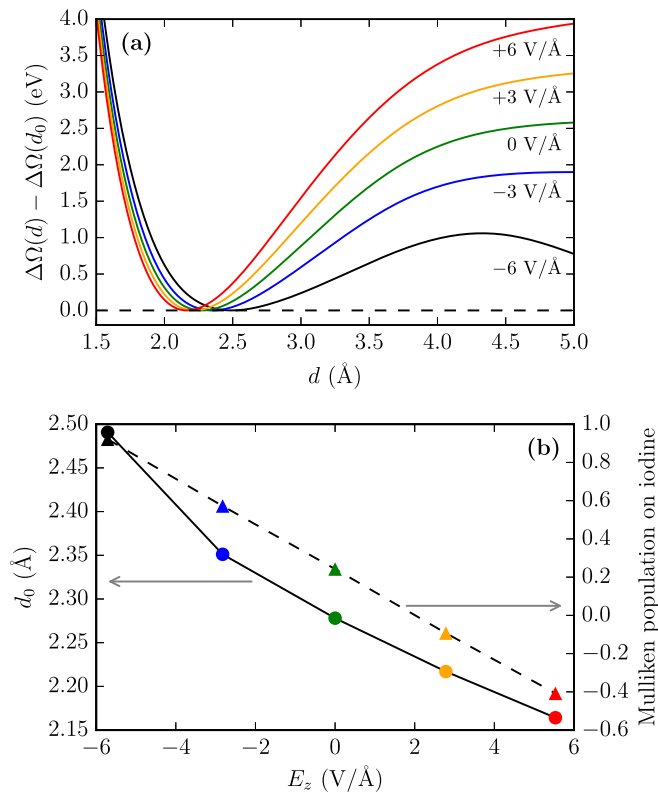 4.0
3.5
3.0
2.5
2.0
1.5
1.0
0.5
0.0
ΔΩ(d) − ΔΩ(d₀) (eV)
(a)
+6 V/Å
+3 V/Å
0 V/Å
−3 V/Å
−6 V/Å
1.5 2.0 2.5 3.0 3.5 4.0 4.5 5.0
d (Å)
2.50
2.45
2.40
2.35
2.30
2.25
2.20
2.15
d₀ (Å)
(b)
1.0
0.8
0.6
0.4
0.2
0.0
−0.2
−0.4
−0.6
Mulliken population on iodine
−6 −4 −2 0 2 4 6
E_z (V/Å)